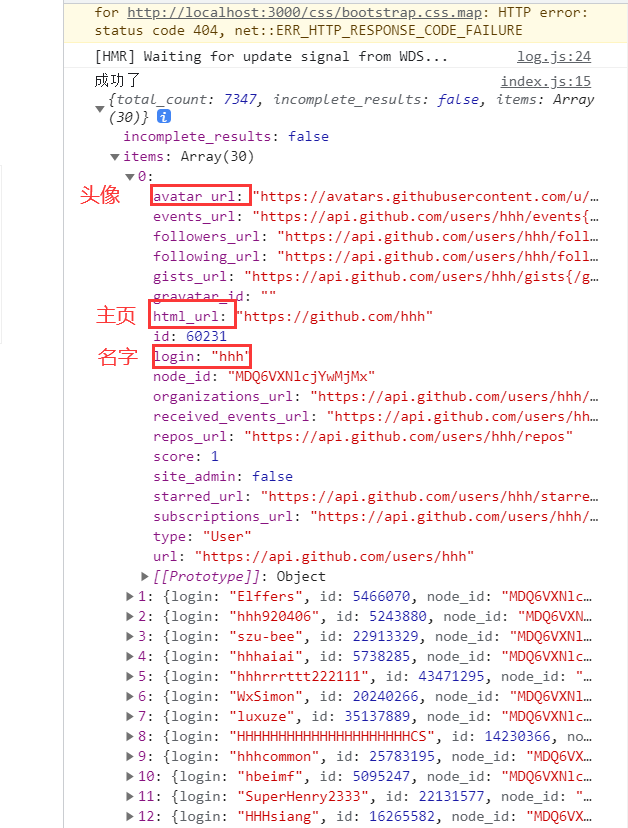 for http://localhost:3000/css/bootstrap.css.map: HTTP error:
status code 404, net::ERR_HTTP_RESPONSE_CODE_FAILURE
[HMR] Waiting for update signal from WDS... log.js:24
成功了 index.js:15
{total_count: 7347, incomplete_results: false, items: Array
(30)} i
incomplete_results: false
items: Array(30)
0:
头像 avatar_url: "https://avatars.githubusercontent.com/u/…
events_url: "https://api.github.com/users/hhh/events{…
followers_url: "https://api.github.com/users/hhh/foll…
following_url: "https://api.github.com/users/hhh/foll…
gists_url: "https://api.github.com/users/hhh/gists{/g…
gravatar_id: ""
主页 html_url: "https://github.com/hhh"
id: 60231
名字 login: "hhh"
node_id: "MDQ6VXNlcjYwMjMx"
organizations_url: "https://api.github.com/users/hhh/…
received_events_url: "https://api.github.com/users/hh…
repos_url: "https://api.github.com/users/hhh/repos"
score: 1
site_admin: false
starred_url: "https://api.github.com/users/hhh/starre…
subscriptions_url: "https://api.github.com/users/hhh/…
type: "User"
url: "https://api.github.com/users/hhh"
[[Prototype]]: Object
1: {login: "Elffers", id: 5466070, node_id: "MDQ6VXNlc…
2: {login: "hhh920406", id: 5243880, node_id: "MDQ6VXN…
3: {login: "szu-bee", id: 22913329, node_id: "MDQ6VXNl…
4: {login: "hhhaiai", id: 5738285, node_id: "MDQ6VXNlc…
5: {login: "hhhrrrttt222111", id: 43471295, node_id: "…
6: {login: "WxSimon", id: 20240266, node_id: "MDQ6VXNl…
7: {login: "luxuze", id: 35137889, node_id: "MDQ6VXNlc…
8: {login: "HHHHHHHHHHHHHHHHHHHHHCS", id: 14230366, no…
9: {login: "hhhcommon", id: 25783195, node_id: "MDQ6VX…
10: {login: "hbeimf", id: 5095247, node_id: "MDQ6VXNlc…
11: {login: "SuperHenry2333", id: 22131577, node_id: "…
12: {login: "HHHsiang", id: 16265582, node_id: "MDQ6VX…